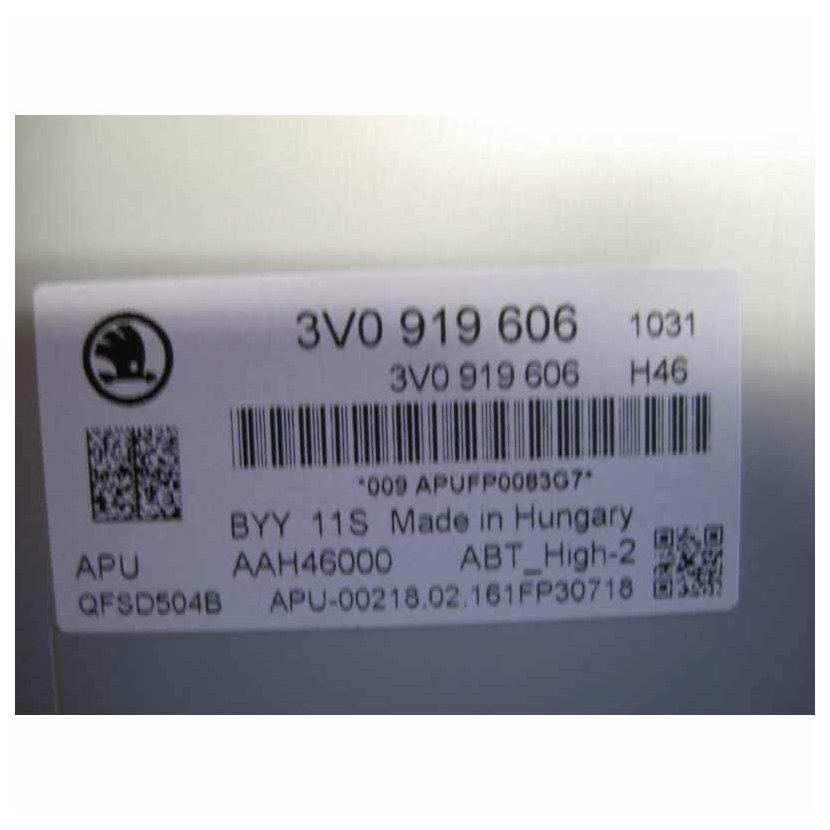 3V0 919 606 1031
3V0 919 606 H46
*009 APUFP0083G7*
BYY 11S Made in Hungary
APU AAH46000 ABT_High-2
QFSD504B APU-00218.02.161FP30718